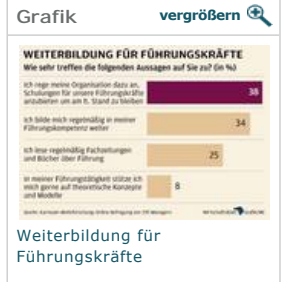 Grafik
vergrößern
WEITERBILDUNG FÜR FÜHRUNGSKRÄFTE
Wie sehr treffen die folgenden Aussagen auf Sie zu? (in %)
Ich rege meine Organisation dazu an,
Schulungen für unsere Führungskräfte
anzubieten um am lfd. Stand zu bleiben
38
Ich bilde mich regelmäßig in meiner
Führungskompetenz weiter
34
Ich lese regelmäßig Fachzeitungen
und Bücher über Führung
25
In meiner Führungstätigkeit stütze ich
mich gerne auf theoretische Konzepte
und Modelle
8
Weiterbildung für
Führungskräfte